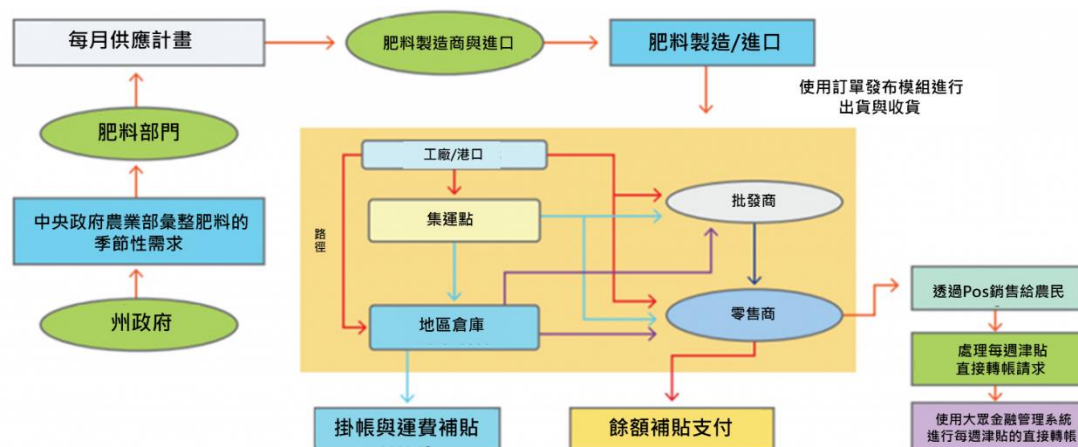 每月供應計畫
肥料製造商與進口
肥料製造/進口
使用訂單發布模組進行
出貨與收貨
肥料部門
中央政府農業部彙整肥料的
季節性需求
州政府
工廠/港口
集運點
路徑
地區倉庫
批發商
零售商
透過Pos銷售給農民
處理每週津貼
直接轉帳請求
使用大眾金融管理系統
進行每週津貼的直接轉帳
掛帳與運費補貼
餘額補貼支付